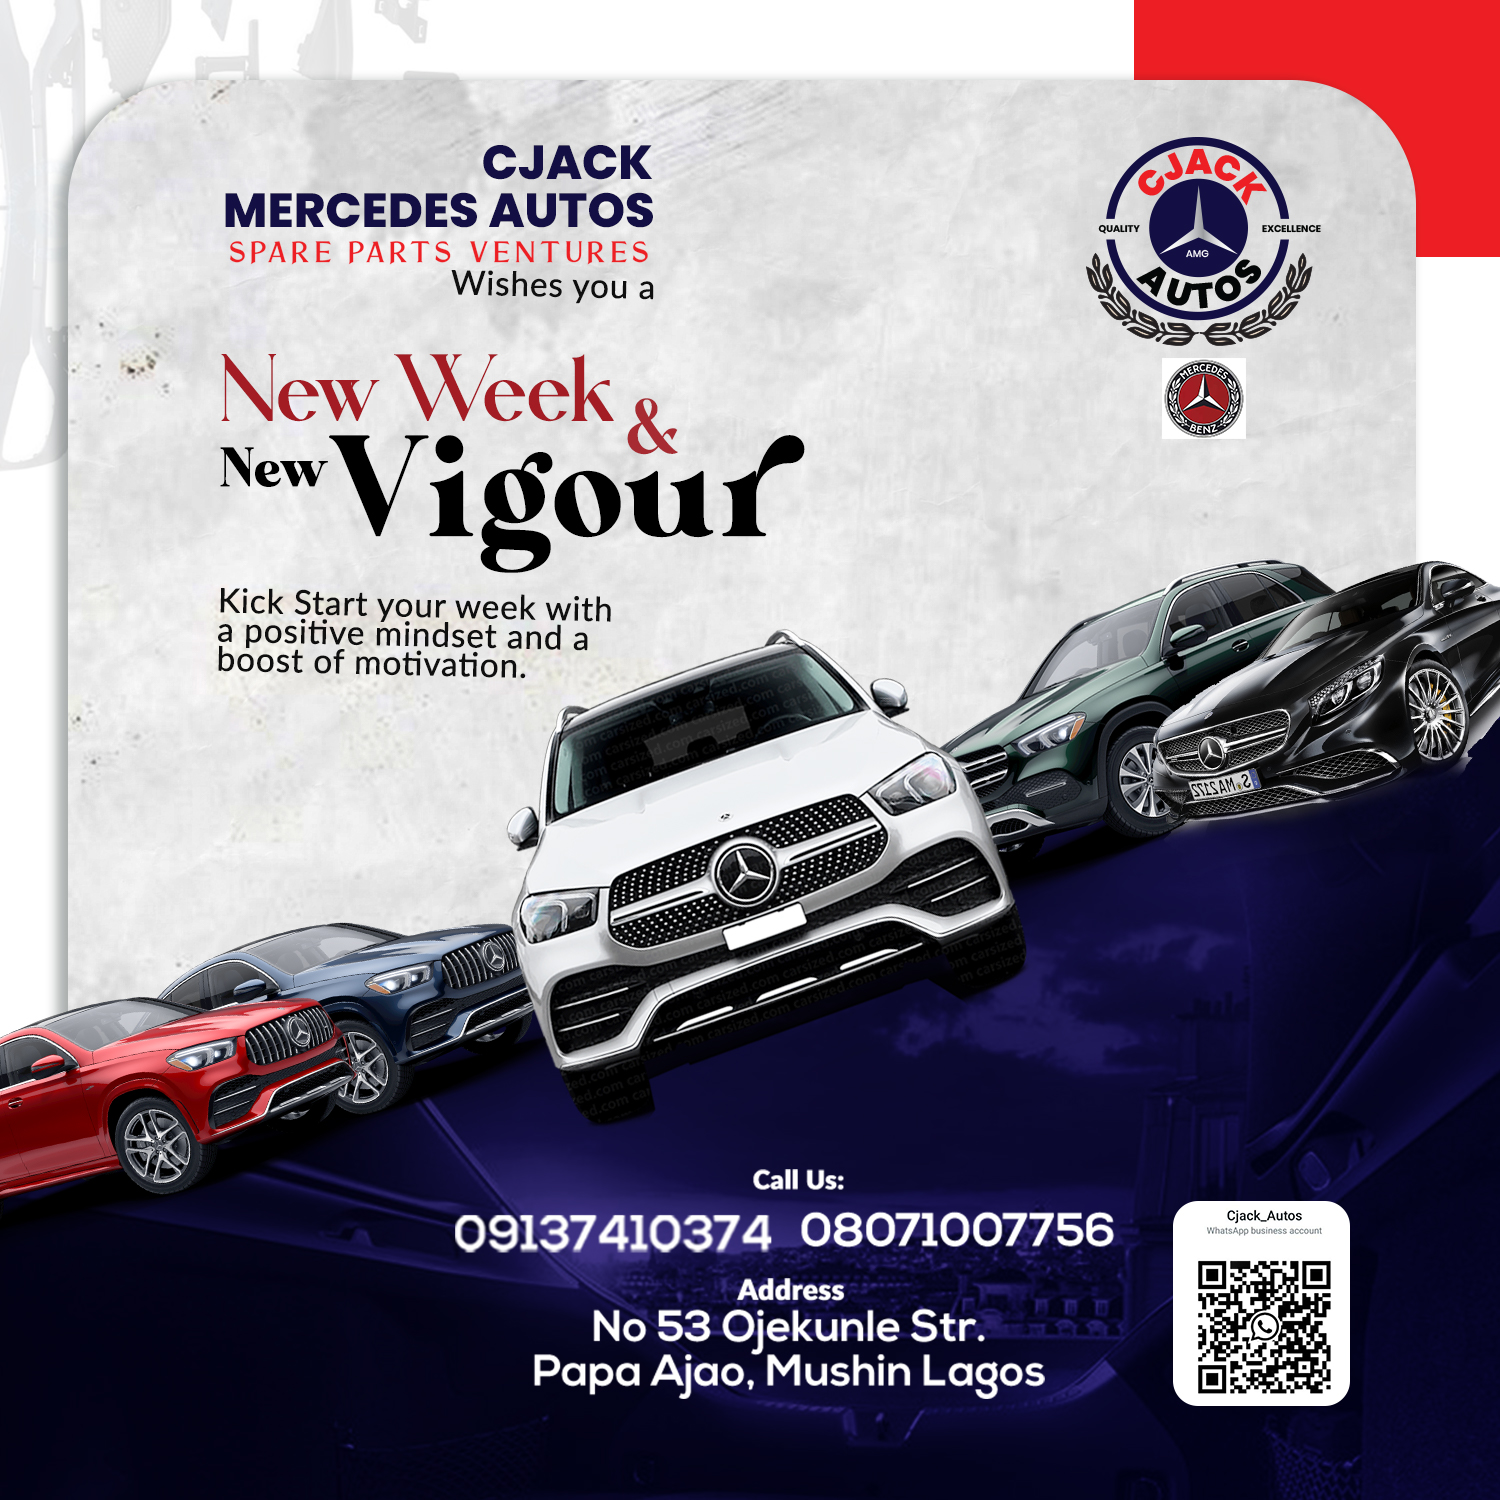 CJACK
MERCEDES AUTOS
SPARE PARTS VENTURES
Wishes you a
CJACK
QUALITY
EXCELLENCE
AMG
AUTOS
MERCEDES
BENZ
New Week
&
New Vigour
Kick Start your week with
a positive mindset and a
boost of motivation.
carsized.com
Call Us:
09137410374 08071007756
Address
No 53 Ojekunle Str.
Papa Ajao, Mushin Lagos
Cjack_Autos
WhatsApp business account